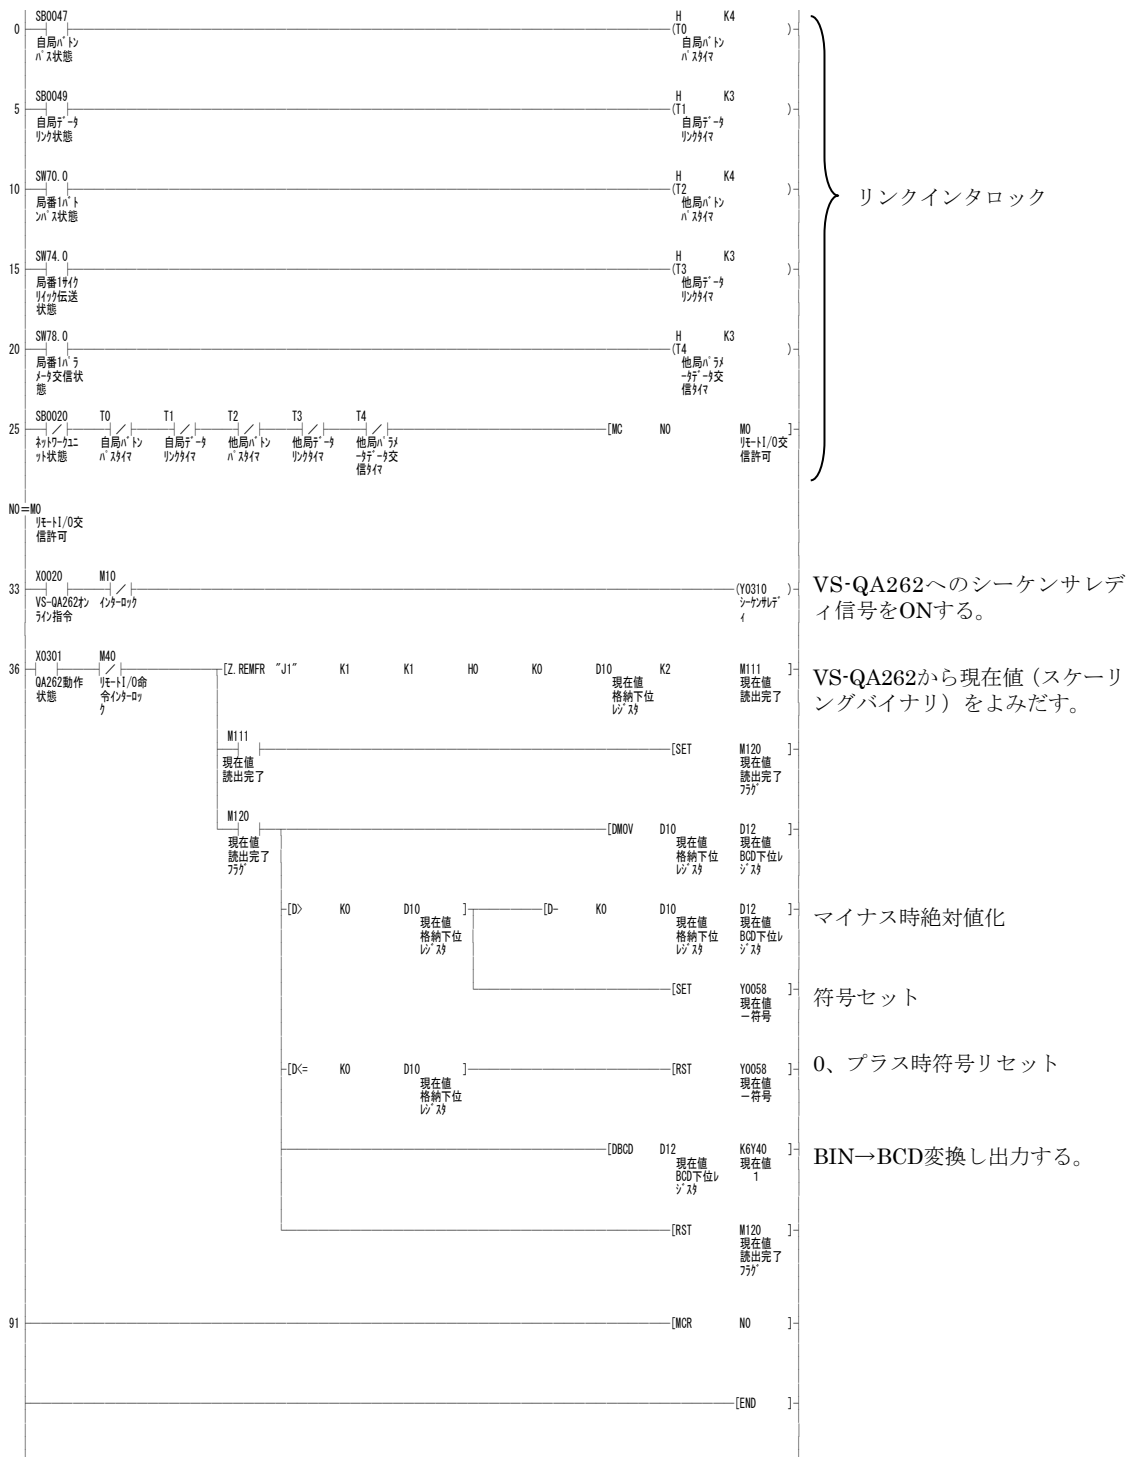 SB0047 H K4
0 (T0 )
自局ﾊﾞﾄﾝ 自局ﾊﾞﾄﾝ
ﾊﾟｽ状態 ﾊﾟｽﾀｲﾏ
SB0049 H K3
5 (T1 )
自局ﾃﾞｰﾀ 自局ﾃﾞｰﾀ
ﾘﾝｸ状態 ﾘﾝｸﾀｲﾏ
SW70.0 H K4
10 (T2 )
局番1ﾊﾞﾄ 他局ﾊﾞﾄﾝ
ﾝﾊﾟｽ状態 ﾊﾟｽﾀｲﾏ
リンクインタロック
SW74.0 H K3
15 (T3 )
局番1ｻｲｸ 他局ﾃﾞｰﾀ
ﾘｲｯｸ伝送 ﾘﾝｸﾀｲﾏ
状態
SW78.0 H K3
20 (T4 )
局番1ﾊﾟﾗ 他局ﾊﾟﾗﾒ
ﾒｰﾀ交信状 ｰﾀﾃﾞｰﾀ交
態 信ﾀｲﾏ
SB0020 T0 T1 T2 T3 T4
25 [MC N0 M0 ]
ﾈｯﾄﾜｰｸﾕﾆ 自局ﾊﾞﾄﾝ 自局ﾃﾞｰﾀ 他局ﾊﾞﾄﾝ 他局ﾃﾞｰﾀ 他局ﾊﾟﾗﾒ ﾘﾓｰﾄI/O交
ｯﾄ状態 ﾊﾟｽﾀｲﾏ ﾘﾝｸﾀｲﾏ ﾊﾟｽﾀｲﾏ ﾘﾝｸﾀｲﾏ ｰﾀﾃﾞｰﾀ交 信許可
信ﾀｲﾏ
N0=M0
ﾘﾓｰﾄI/O交
信許可
X0020 M10
33 (Y0310 )
VS-QA262ｵﾝ ｲﾝﾀｰﾛｯｸ ｼｰｹﾝｻﾚﾃﾞ
ﾗｲﾝ指令 ｨ
VS-QA262へのシーケンサレデ
ィ信号をONする。
X0301 M40
36 [Z.REMFR "J1" K1 K1 H0 K0 D10 K2 M111 ]
QA262動作 ﾘﾓｰﾄI/O命 現在値 現在値
状態 令ｲﾝﾀｰﾛｯ 格納下位 読出完了
ｸ ﾚｼﾞｽﾀ
VS-QA262から現在値（スケーリ
ングバイナリ）をよみだす。
M111
[SET M120 ]
現在値 現在値
読出完了 読出完了
ﾌﾗｸﾞ
M120
[DMOV D10 D12 ]
現在値 現在値 現在値
読出完了 格納下位 BCD下位ﾚ
ﾌﾗｸﾞ ﾚｼﾞｽﾀ ｼﾞｽﾀ
[D> K0 D10 ] [D- K0 D10 D12 ]
現在値 現在値 現在値
格納下位 格納下位 BCD下位ﾚ
ﾚｼﾞｽﾀ ﾚｼﾞｽﾀ ｼﾞｽﾀ
マイナス時絶対値化
[SET Y0058 ]
現在値
ー符号
符号セット
[D<= K0 D10 ] [RST Y0058 ]
現在値 現在値
格納下位 ー符号
ﾚｼﾞｽﾀ
0、プラス時符号リセット
[DBCD D12 K6Y40 ]
現在値 現在値
BCD下位ﾚ 1
ｼﾞｽﾀ
BIN→BCD変換し出力する。
[RST M120 ]
現在値
読出完了
ﾌﾗｸﾞ
91 [MCR N0 ]
[END ]